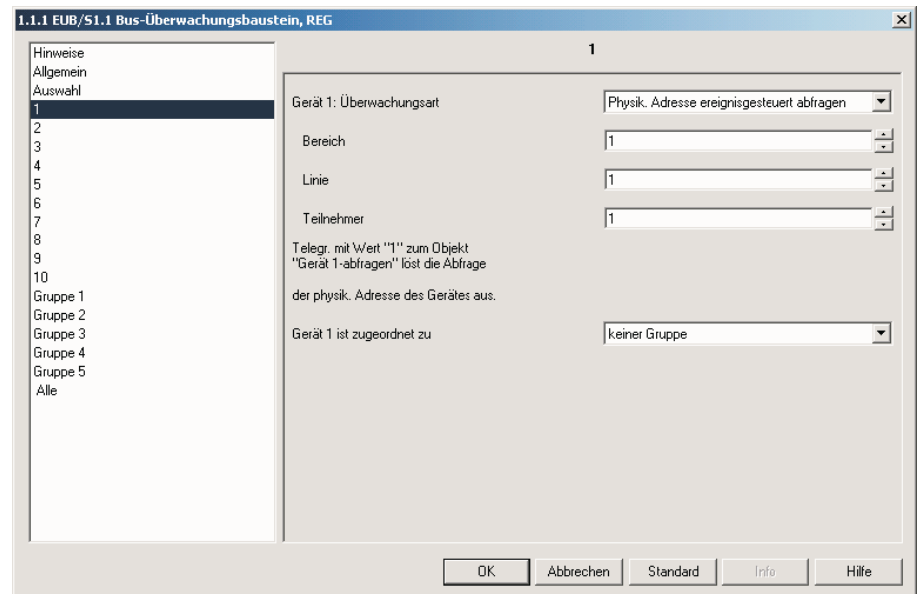 1.1.1 EUB/S1.1 Bus-Überwachungsbaustein, REG
Hinweise
Allgemein
Auswahl
1
2
3
4
5
6
7
8
9
10
Gruppe 1
Gruppe 2
Gruppe 3
Gruppe 4
Gruppe 5
Alle
1
Gerät 1: Überwachungsart
Physik. Adresse ereignisgesteuert abfragen
Bereich
1
Linie
1
Teilnehmer
1
Telegr. mit Wert "1" zum Objekt
"Gerät 1-abfragen" löst die Abfrage
der physik. Adresse des Gerätes aus.
Gerät 1 ist zugeordnet zu
keiner Gruppe
OK
Abbrechen
Standard
Info
Hilfe